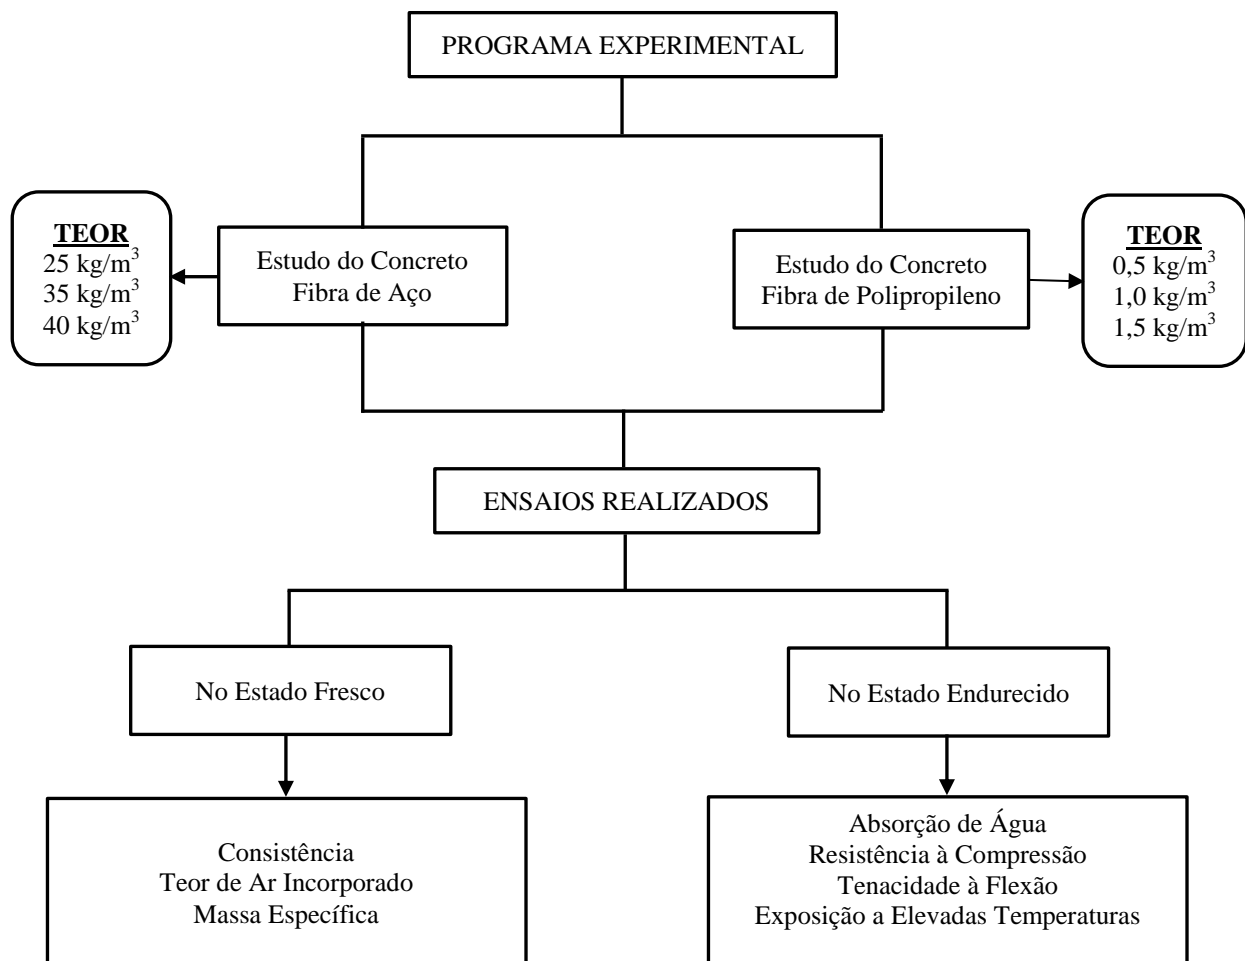 PROGRAMA EXPERIMENTAL
TEOR
25 kg/m³
35 kg/m³
40 kg/m³
Estudo do Concreto
Fibra de Aço
Estudo do Concreto
Fibra de Polipropileno
TEOR
0,5 kg/m³
1,0 kg/m³
1,5 kg/m³
ENSAIOS REALIZADOS
No Estado Fresco
No Estado Endurecido
Consistência
Teor de Ar Incorporado
Massa Específica
Absorção de Água
Resistência à Compressão
Tenacidade à Flexão
Exposição a Elevadas Temperaturas